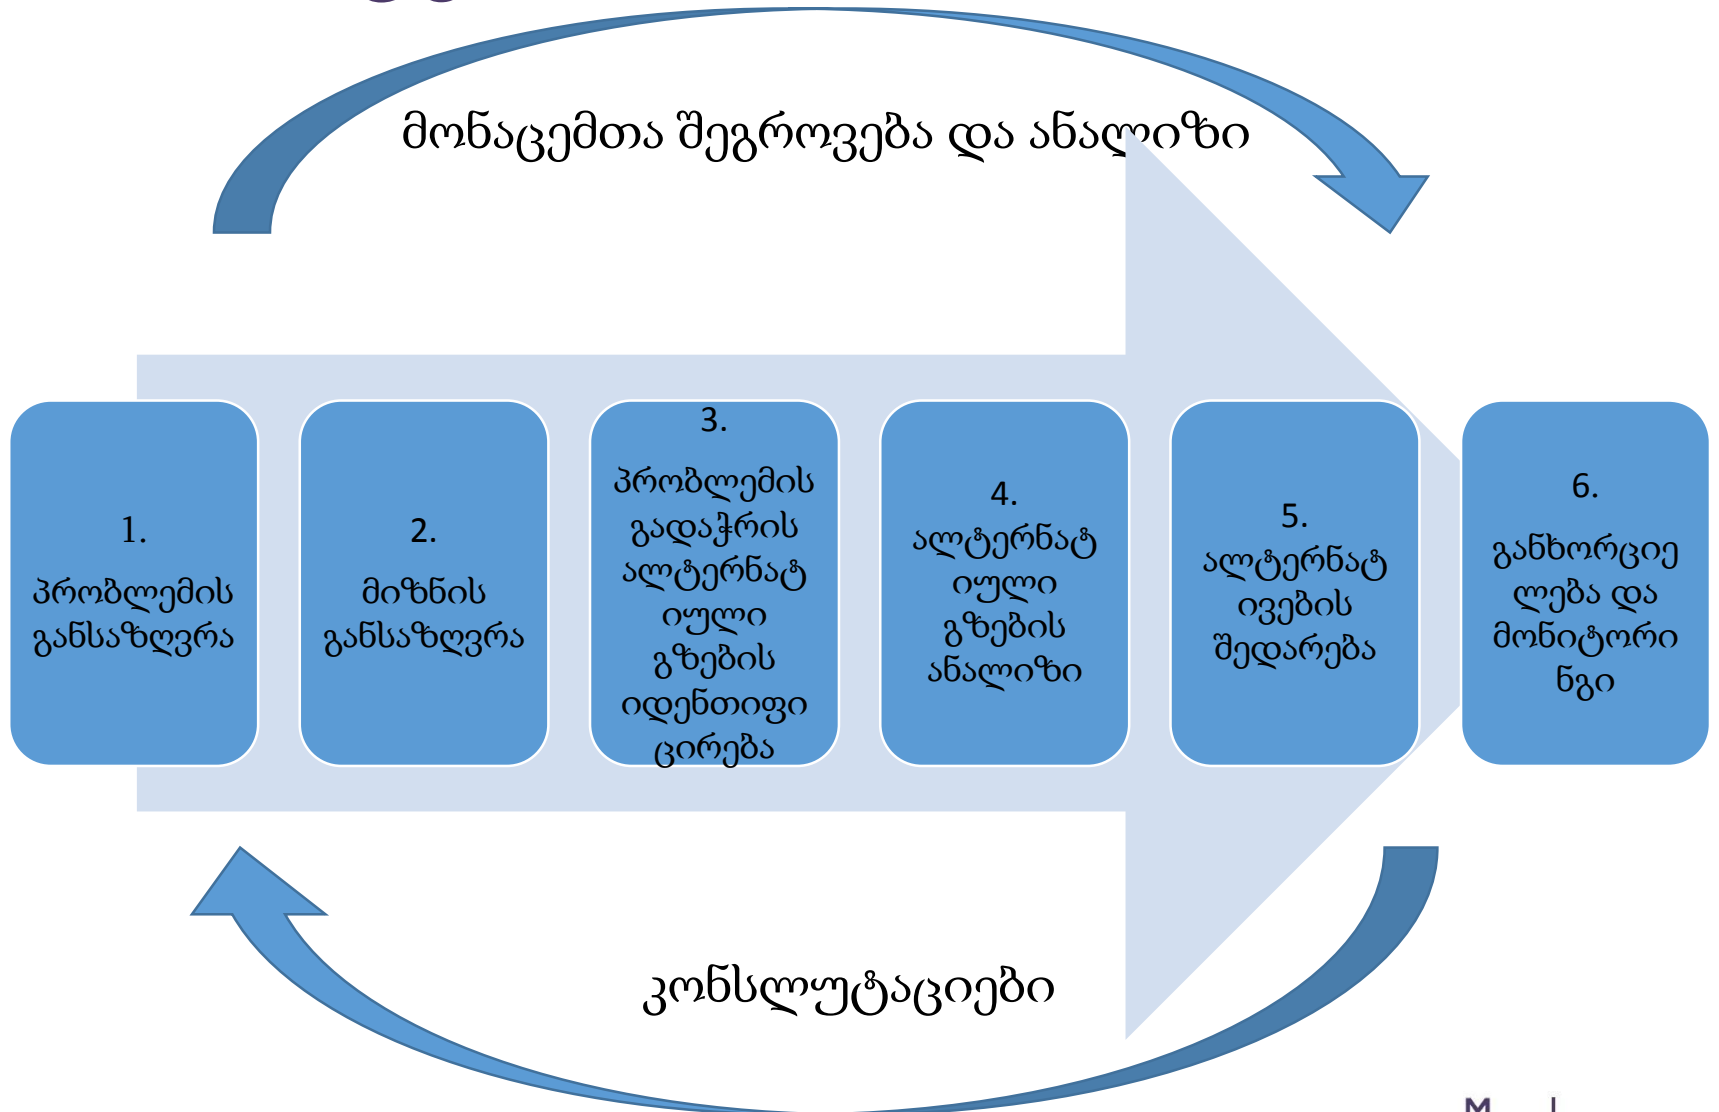 მონაცემთა შეგროვება და ანალიზი
1.
პრობლემის
განსაზღვრა
2.
მიზნის
განსაზღვრა
3.
პრობლემის
გადაჭრის
ალტერნატ
იული
გზების
იდენთიფი
ცირება
4.
ალტერნატ
იული
გზების
ანალიზი
5.
ალტერნატ
ივების
შედარება
6.
განხორციე
ლება და
მონიტორი
ნგი
კონსლუტაციები